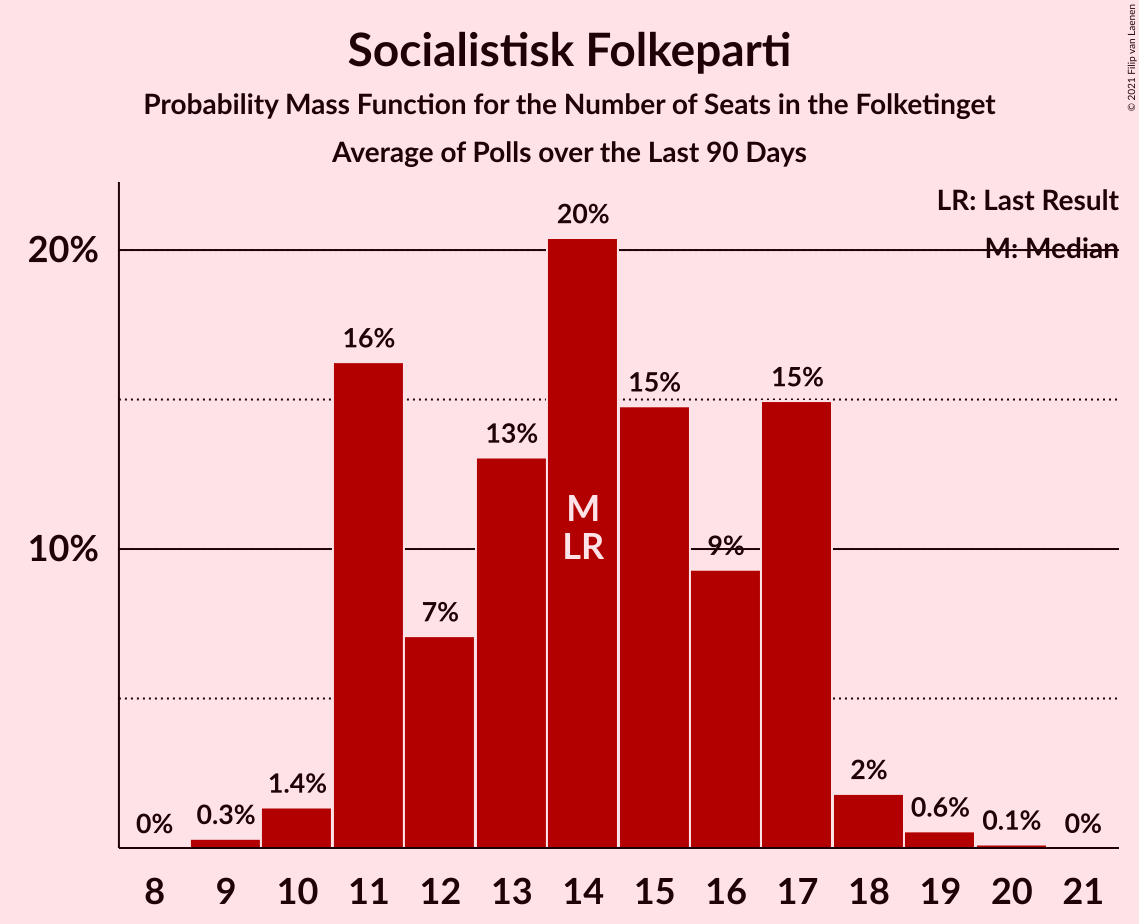 Socialistisk Folkeparti
Probability Mass Function for the Number of Seats in the Folketinget
Average of Polls over the Last 90 Days
© 2021 Filip van Laenen
LR: Last Result
M: Median
20%
10%
0%
0.3%
1.4%
16%
7%
13%
20%
15%
9%
15%
2%
0.6%
0.1%
0%
M
LR
8 9 10 11 12 13 14 15 16 17 18 19 20 21